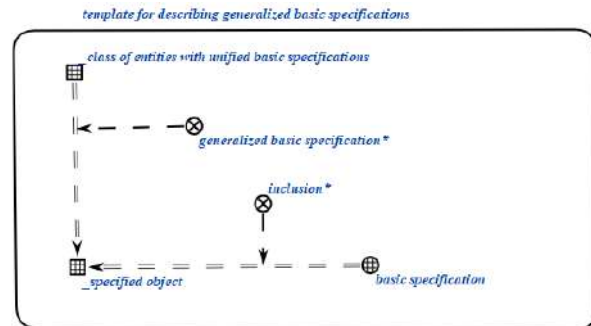 template for describing generalized basic specifications
_class of entities with unified basic specifications
generalized basic specification*
inclusion*
_specified object
basic specification